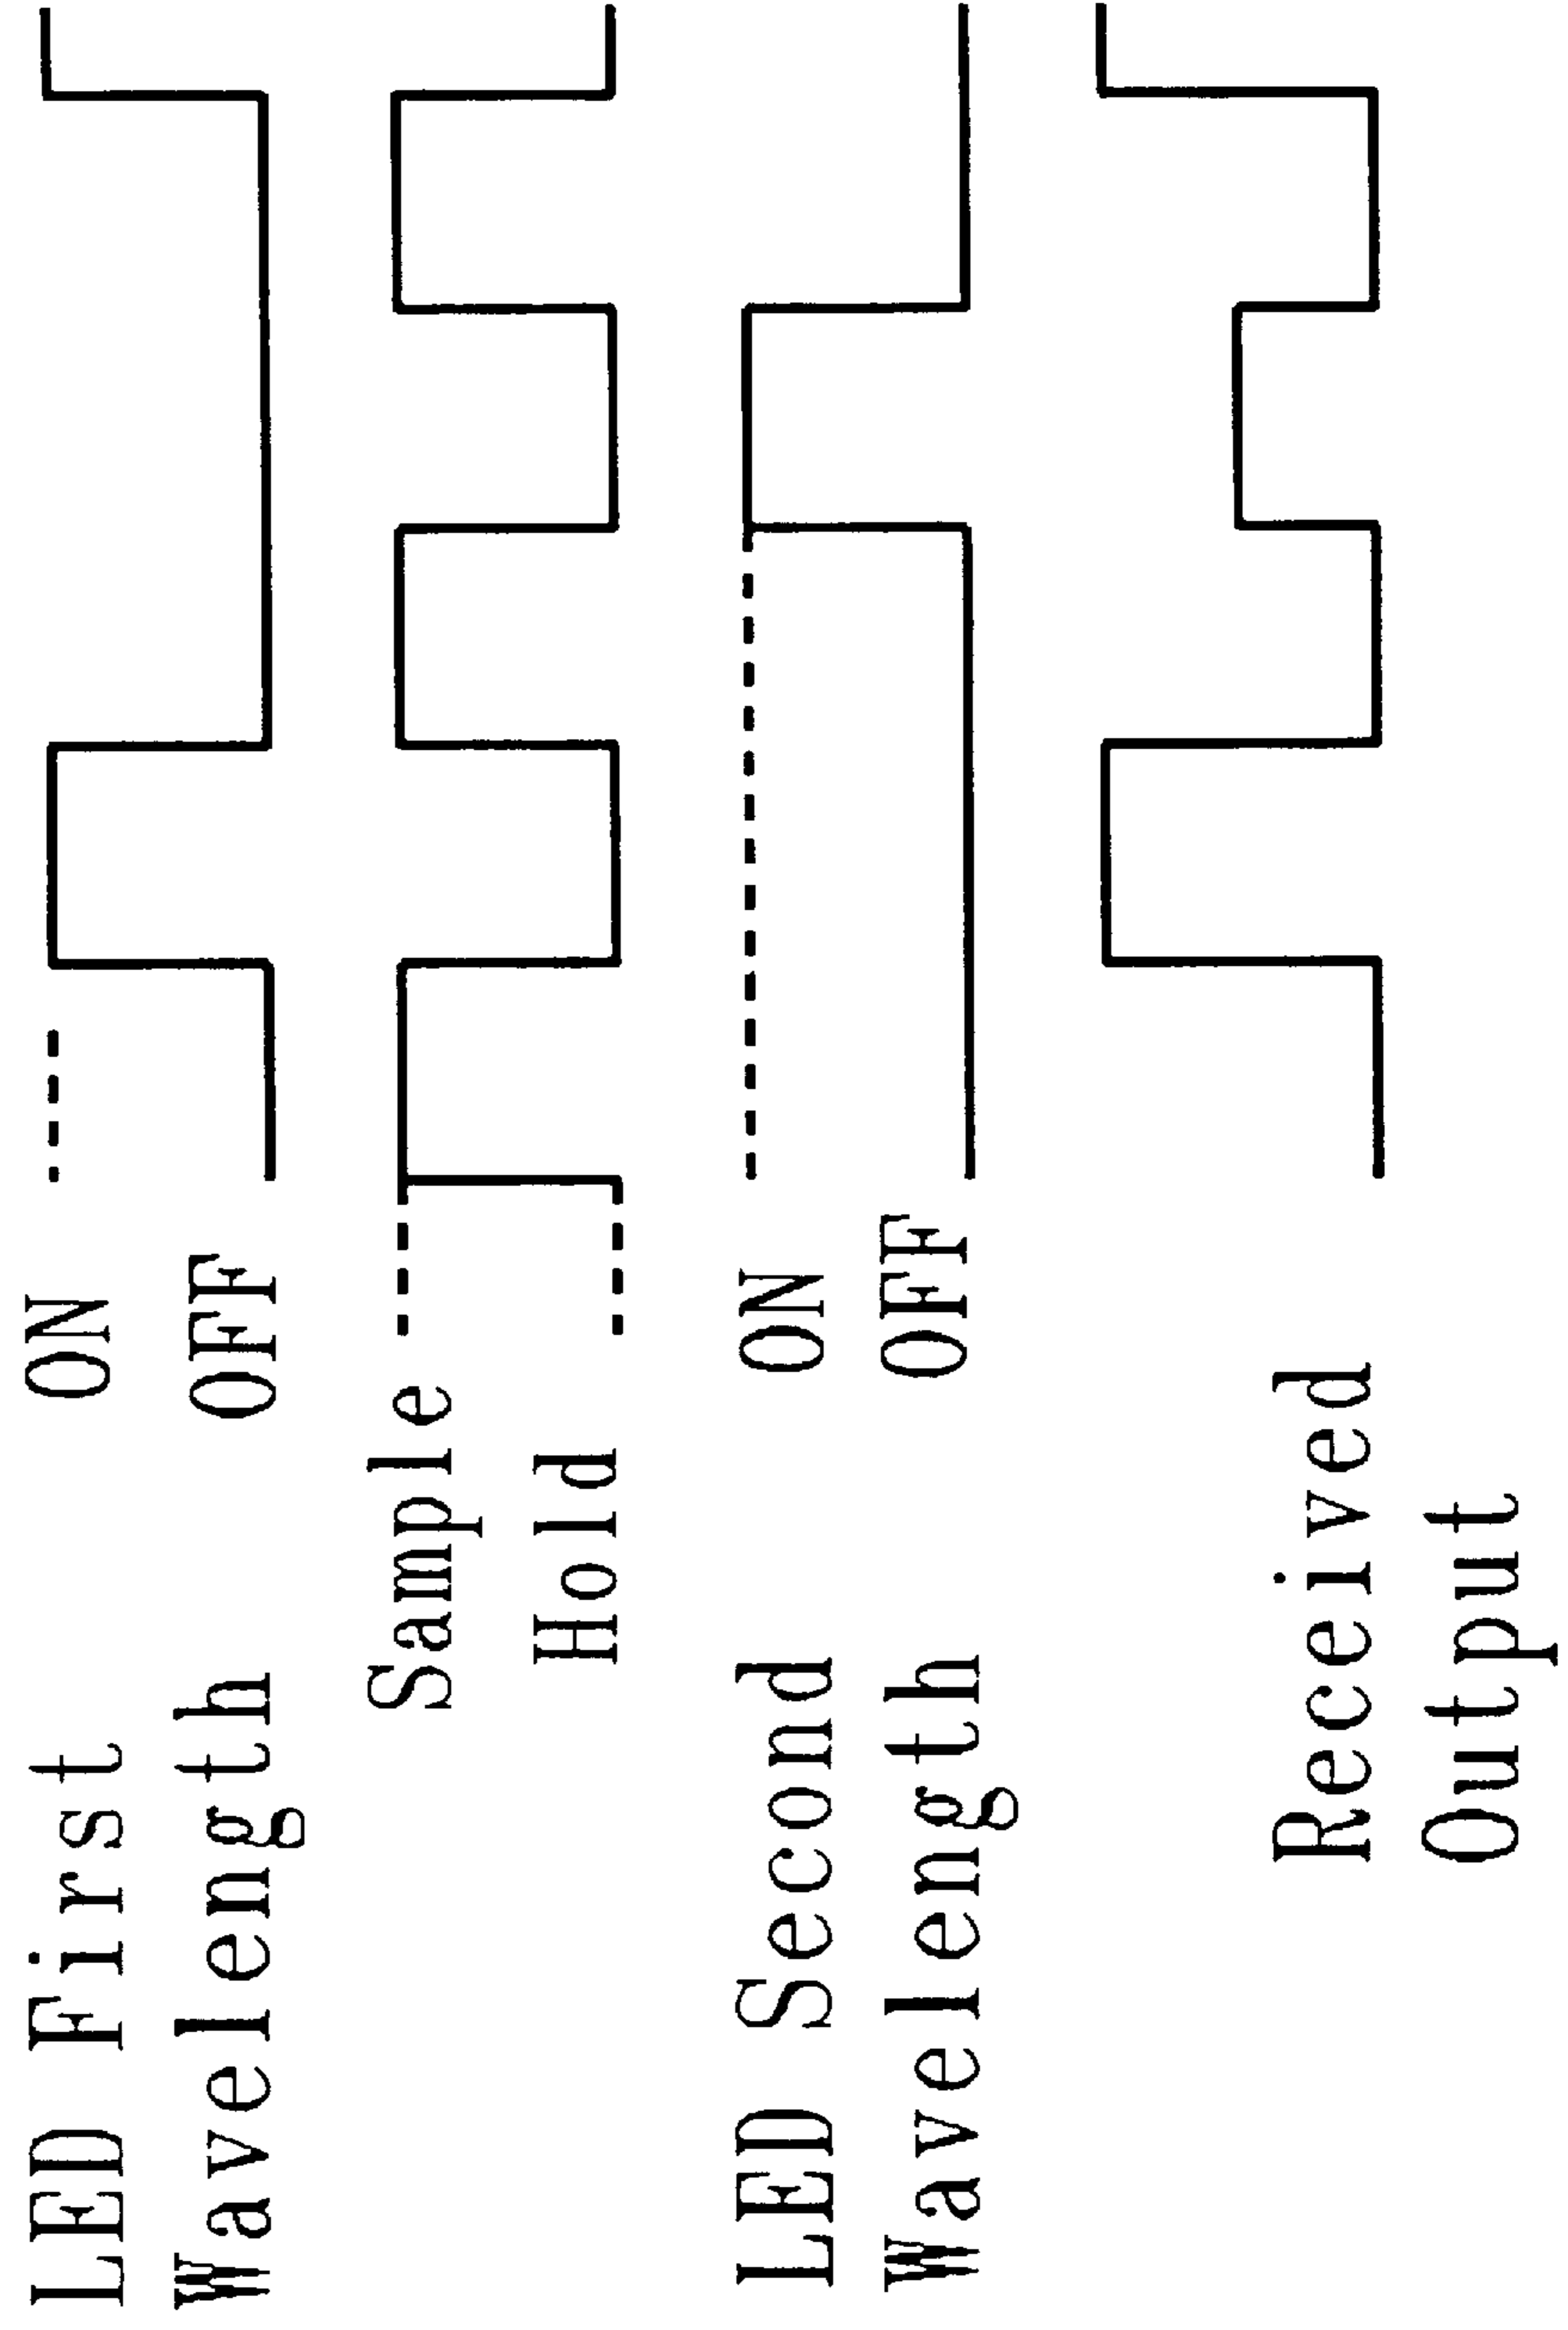 LED First
Wavelength
ON
OFF
Sample
Hold
LED Second
Wavelength
ON
OFF
Received
Output